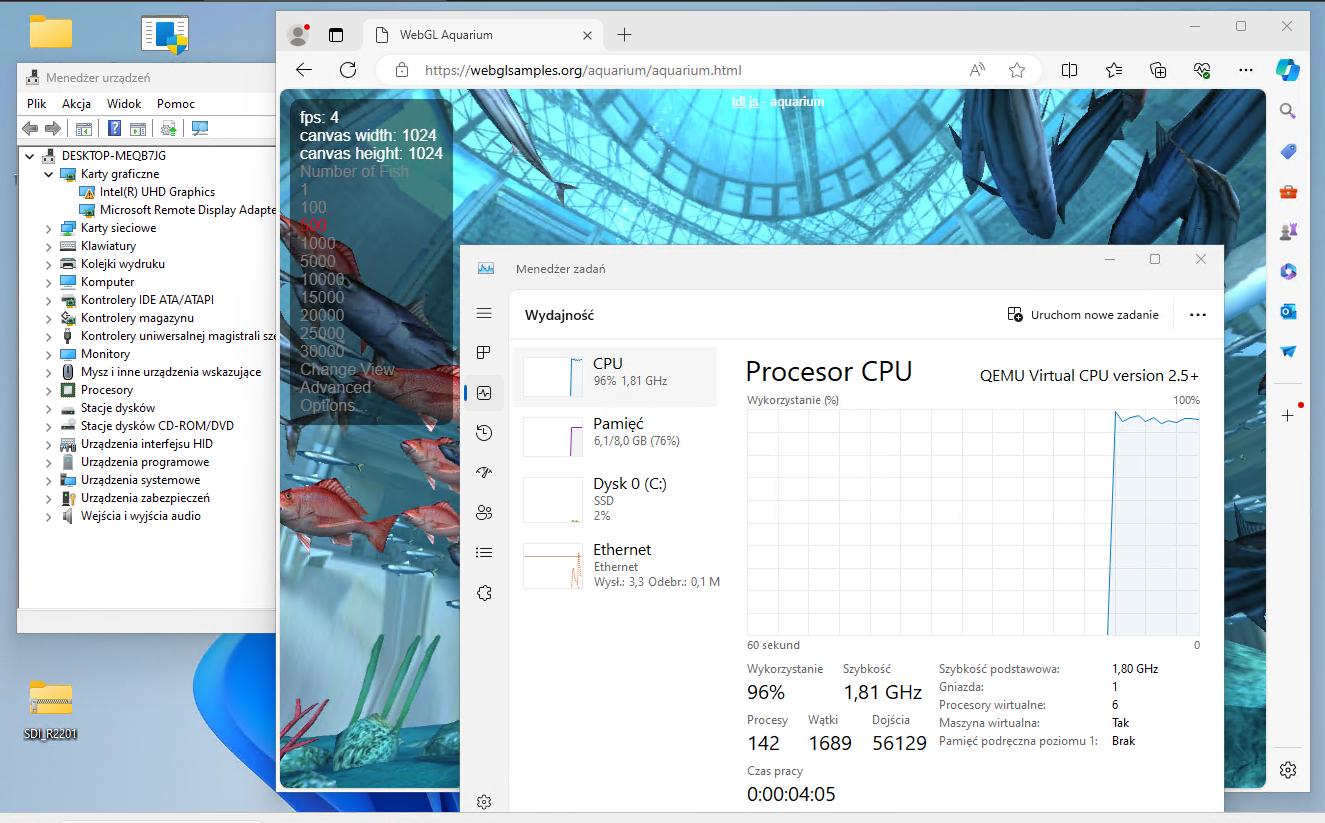 WebGL Aquarium
https://webglsamples.org/aquarium/aquarium.html
Menedżer urządzeń
Plik Akcja Widok Pomoc
DESKTOP-MEQB7JG
Karty graficzne
Intel(R) UHD Graphics
Microsoft Remote Display Adapte
Karty sieciowe
Klawiatury
Kolejki wydruku
Komputer
Kontrolery IDE ATA/ATAPI
Kontrolery magazynu
Kontrolery uniwersalnej magistrali sze
Monitory
Mysz i inne urządzenia wskazujące
Procesory
Stacje dysków
Stacje dysków CD-ROM/DVD
Urządzenia interfejsu HID
Urządzenia programowe
Urządzenia systemowe
Urządzenia zabezpieczeń
Wejścia i wyjścia audio
SDI_R2201
tdl.js - aquarium
fps: 4
canvas width: 1024
canvas height: 1024
Number of Fish
1
100
500
1000
5000
10000
15000
20000
25000
30000
Change View
Advanced
Options...
Menedżer zadań
Wydajność
Uruchom nowe zadanie
CPU
96% 1,81 GHz
Pamięć
6,1/8,0 GB (76%)
Dysk 0 (C:)
SSD
2%
Ethernet
Ethernet
Wysł.: 3,3 Odebr.: 0,1 M
Procesor CPU
QEMU Virtual CPU version 2.5+
Wykorzystanie (%)
100%
60 sekund
0
Wykorzystanie Szybkość
96% 1,81 GHz
Procesy Wątki Dojścia
142 1689 56129
Czas pracy
0:00:04:05
Szybkość podstawowa: 1,80 GHz
Gniazda: 1
Procesory wirtualne: 6
Maszyna wirtualna: Tak
Pamięć podręczna poziomu 1: Brak